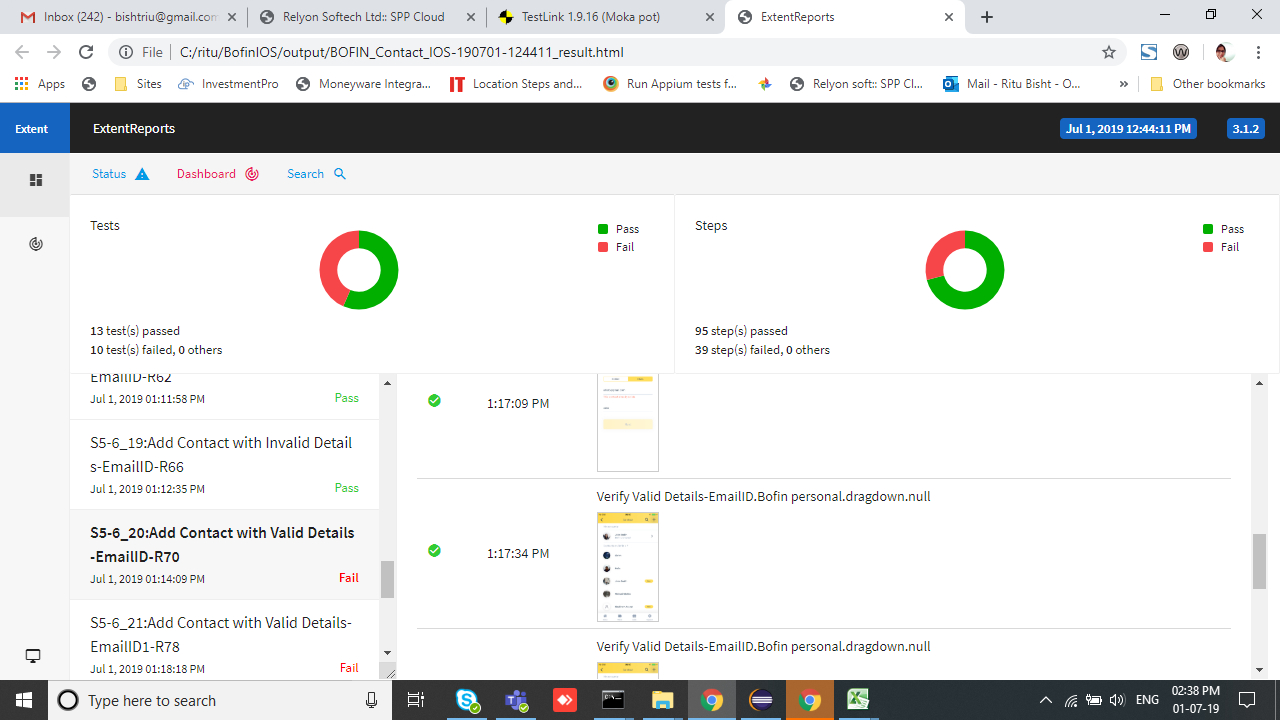 Inbox (242) - bishtriu@gmail.com
Relyon Softech Ltd:: SPP Cloud
TestLink 1.9.16 (Moka pot)
ExtentReports
File
C:/ritu/BofinIOS/output/BOFIN_Contact_IOS-190701-124411_result.html
Apps
Sites
InvestmentPro
Moneyware Integra...
Location Steps and...
Run Appium tests f...
Relyon soft:: SPP Cl...
Mail - Ritu Bisht - O...
»
Other bookmarks
Extent
ExtentReports
Jul 1, 2019 12:44:11 PM
3.1.2
Status
Dashboard
Search
Tests
Pass
Fail
13 test(s) passed
10 test(s) failed, 0 others
Steps
Pass
Fail
95 step(s) passed
39 step(s) failed, 0 others
EmailID-R62
Jul 1, 2019 01:11:58 PM
Pass
S5-6_19:Add Contact with Invalid Detail
s-EmailID-R66
Jul 1, 2019 01:12:35 PM
Pass
S5-6_20:Add Contact with Valid Details
-EmailID-R70
Jul 1, 2019 01:14:09 PM
Fail
S5-6_21:Add Contact with Valid Details-
EmailID1-R78
Jul 1, 2019 01:18:18 PM
Fail
1:17:09 PM
Verify Valid Details-EmailID.Bofin personal.dragdown.null
1:17:34 PM
Verify Valid Details-EmailID.Bofin personal.dragdown.null
Type here to search
ENG
02:38 PM
01-07-19